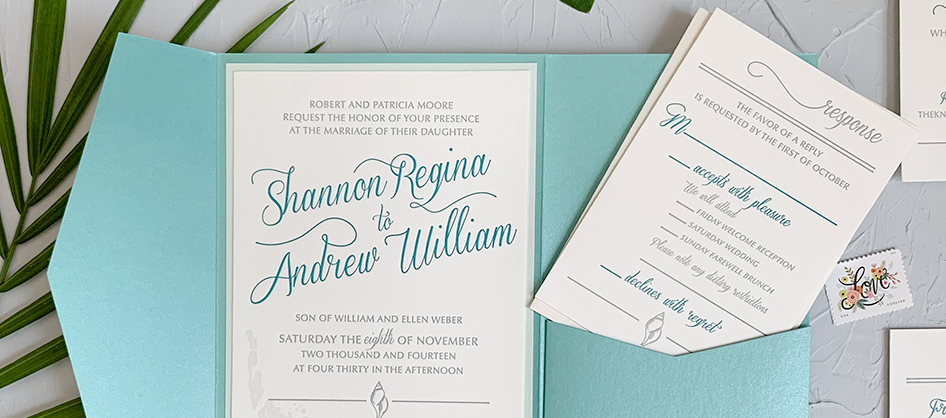 ROBERT AND PATRICIA MOORE
REQUEST THE HONOR OF YOUR PRESENCE
AT THE MARRIAGE OF THEIR DAUGHTER
Shannon Regina
to
Andrew William
SON OF WILLIAM AND ELLEN WEBER
SATURDAY THE eighth OF NOVEMBER
TWO THOUSAND AND FOURTEEN
AT FOUR THIRTY IN THE AFTERNOON
response
THE FAVOR OF A REPLY
IS REQUESTED BY THE FIRST OF OCTOBER
M
accepts with pleasure
We will attend
FRIDAY WELCOME RECEPTION
SATURDAY WEDDING
SUNDAY FAREWELL BRUNCH
Please note any dietary restrictions
declines with regret
WH
THEKN
Love
FOREVER